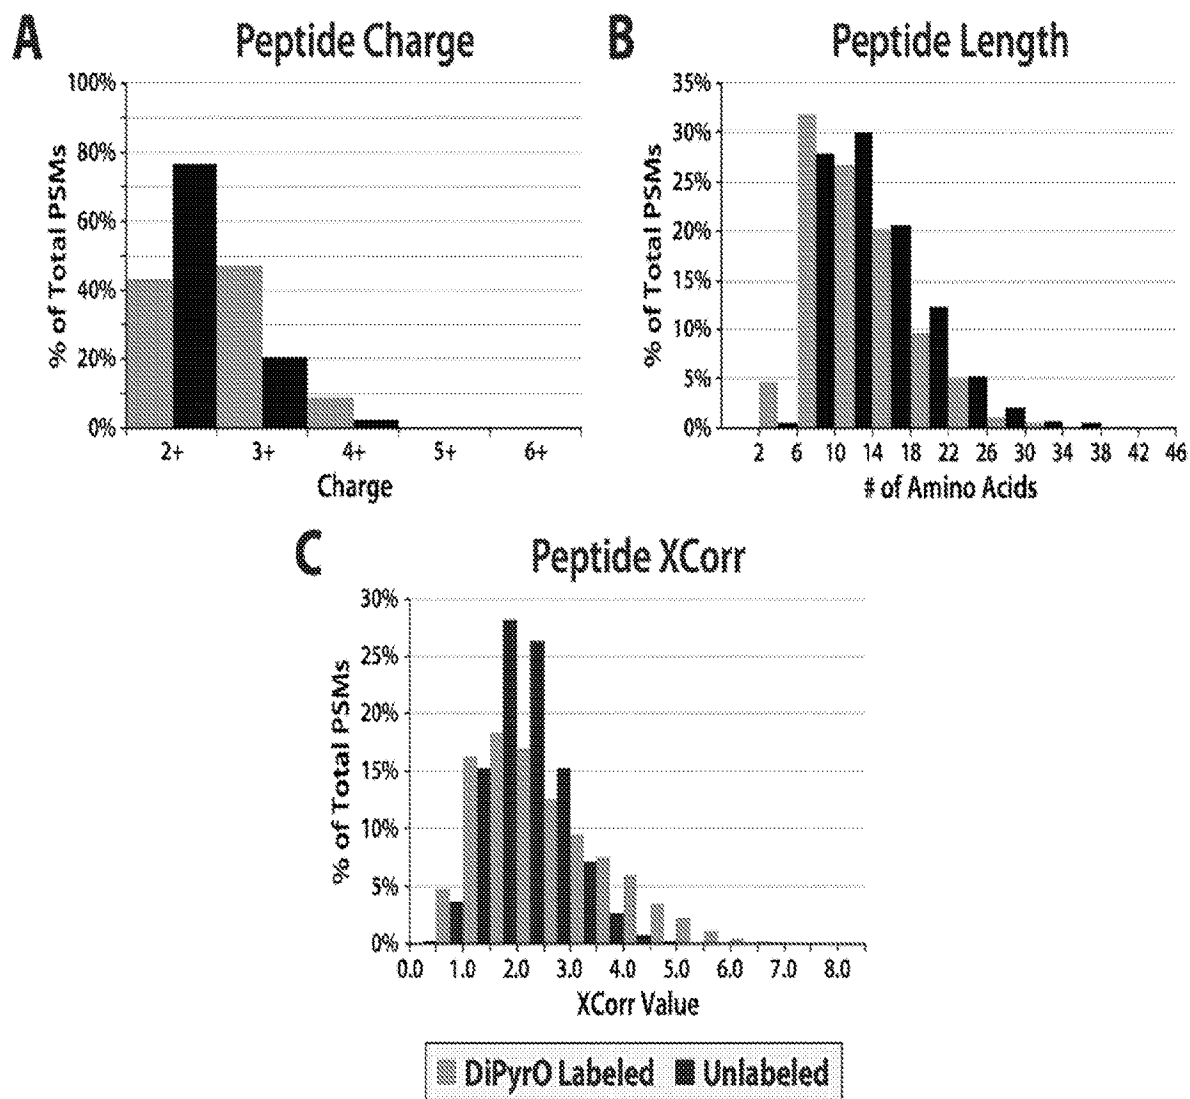 A
Peptide Charge
% of Total PSMs
100%
80%
60%
40%
20%
0%
2+ 3+ 4+ 5+ 6+
Charge
B
Peptide Length
% of Total PSMs
35%
30%
25%
20%
15%
10%
5%
0%
2 6 10 14 18 22 26 30 34 38 42 46
# of Amino Acids
C
Peptide XCorr
% of Total PSMs
30%
25%
20%
15%
10%
5%
0%
0.0 1.0 2.0 3.0 4.0 5.0 6.0 7.0 8.0
XCorr Value
DiPyrO Labeled Unlabeled